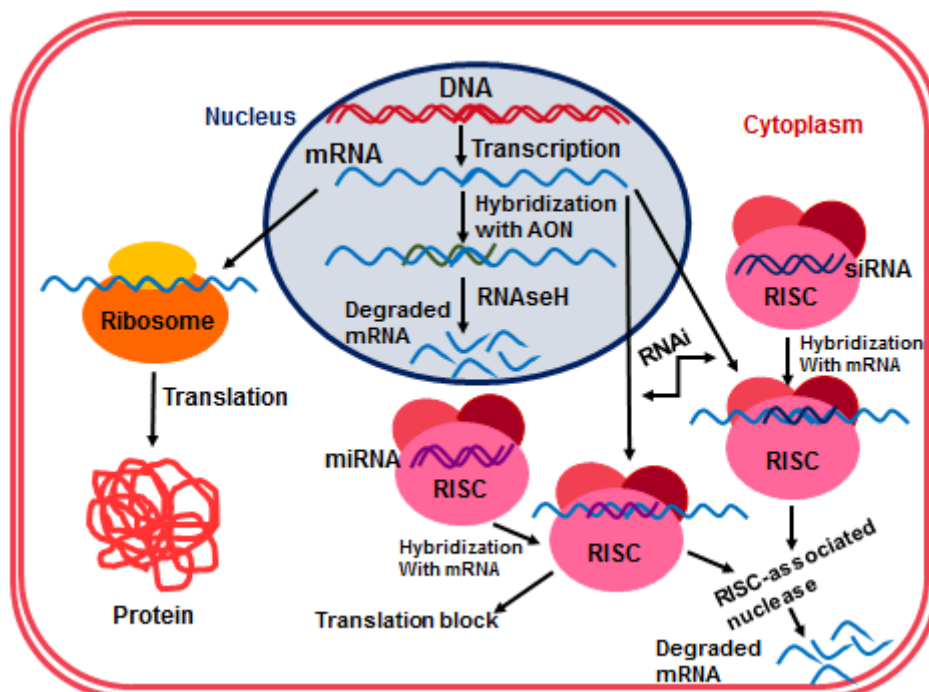 DNA
Nucleus
Cytoplasm
mRNA
Transcription
Hybridization
with AON
siRNA
RISC
Ribosome
Degraded
mRNA
RNAseH
RNAi
Hybridization
With mRNA
Translation
miRNA
RISC
RISC
RISC
Hybridization
With mRNA
RISC-associated
nuclease
Protein
Translation block
Degraded
mRNA